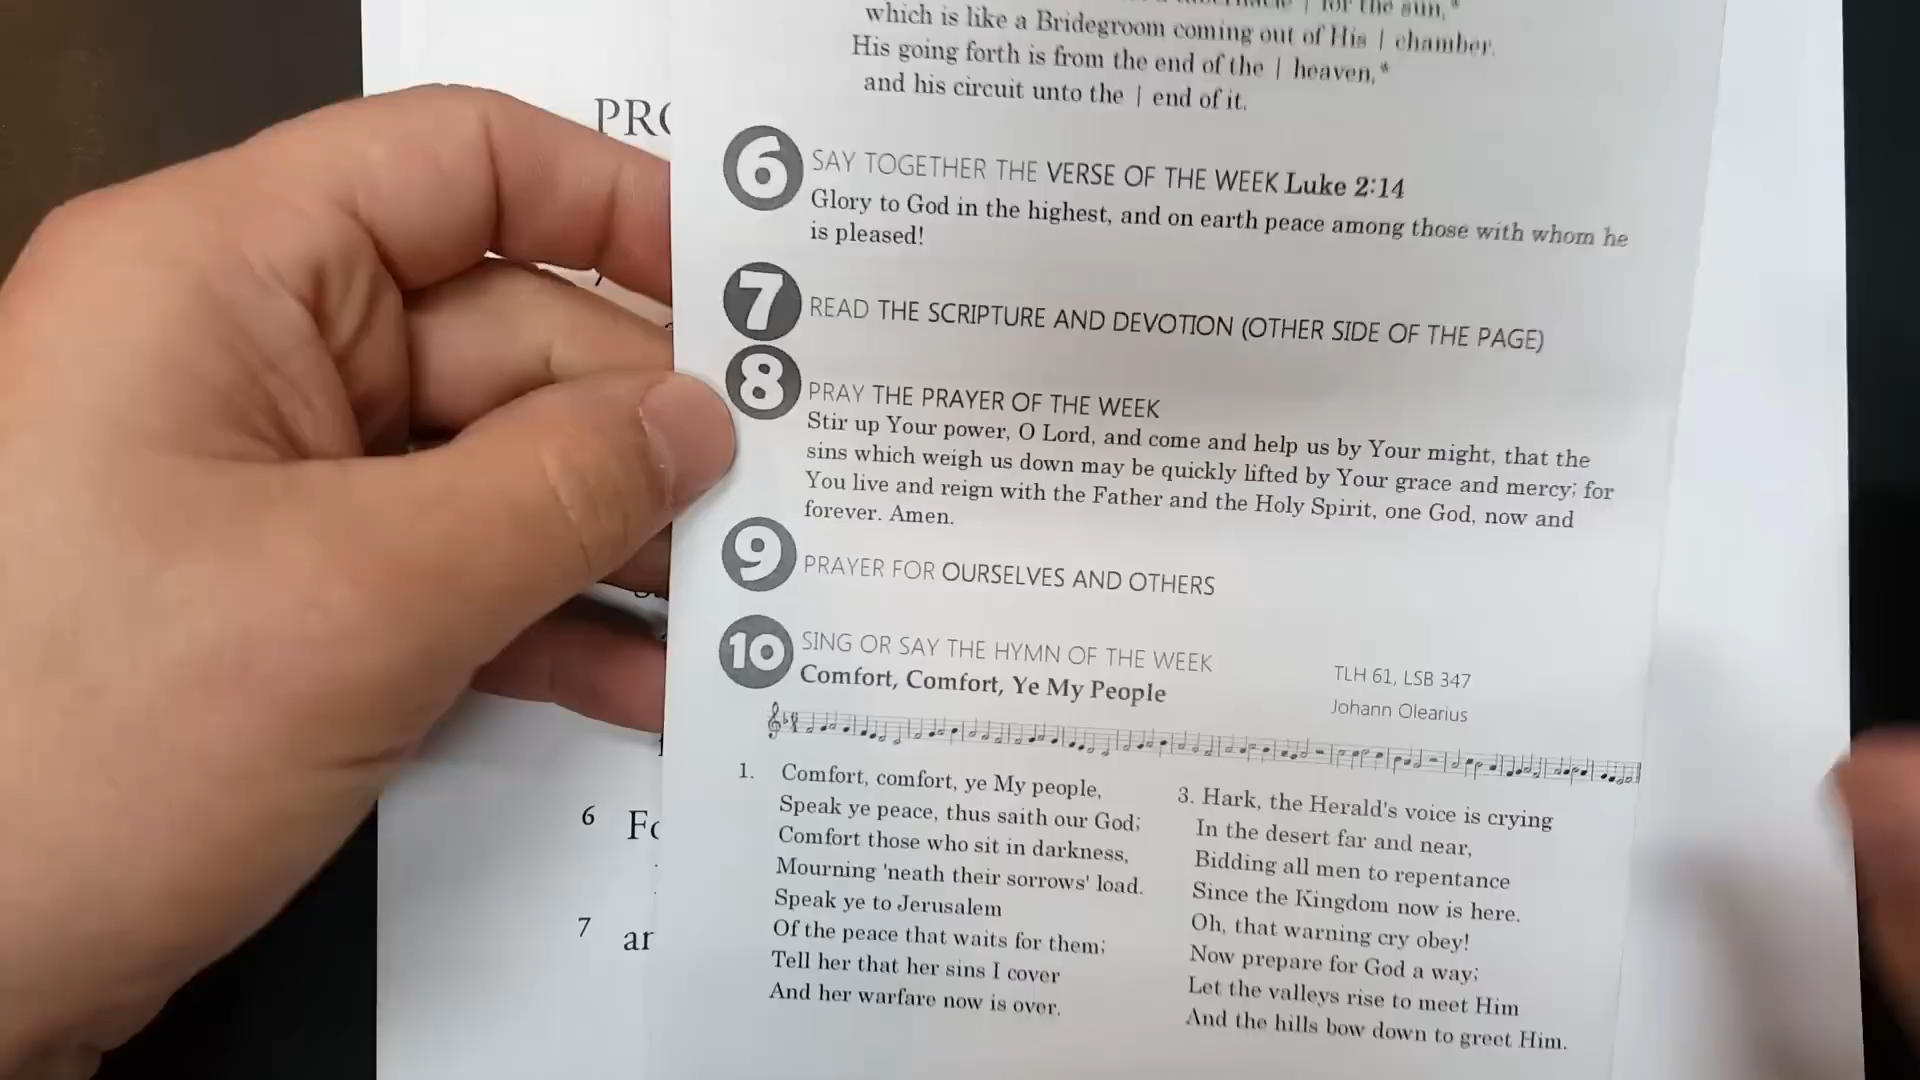 for the sun,*
which is like a Bridegroom coming out of His | chamber.
His going forth is from the end of the | heaven,*
and his circuit unto the | end of it.
6 SAY TOGETHER THE VERSE OF THE WEEK Luke 2:14
Glory to God in the highest, and on earth peace among those with whom he
is pleased!
7 READ THE SCRIPTURE AND DEVOTION (OTHER SIDE OF THE PAGE)
8 PRAY THE PRAYER OF THE WEEK
Stir up Your power, O Lord, and come and help us by Your might, that the
sins which weigh us down may be quickly lifted by Your grace and mercy; for
You live and reign with the Father and the Holy Spirit, one God, now and
forever. Amen.
9 PRAYER FOR OURSELVES AND OTHERS
10 SING OR SAY THE HYMN OF THE WEEK
Comfort, Comfort, Ye My People
TLH 61, LSB 347
Johann Olearius
1. Comfort, comfort, ye My people,
Speak ye peace, thus saith our God;
Comfort those who sit in darkness,
Mourning 'neath their sorrows' load.
Speak ye to Jerusalem
Of the peace that waits for them;
Tell her that her sins I cover
And her warfare now is over.
3. Hark, the Herald's voice is crying
In the desert far and near,
Bidding all men to repentance
Since the Kingdom now is here.
Oh, that warning cry obey!
Now prepare for God a way;
Let the valleys rise to meet Him
And the hills bow down to greet Him.
6
7